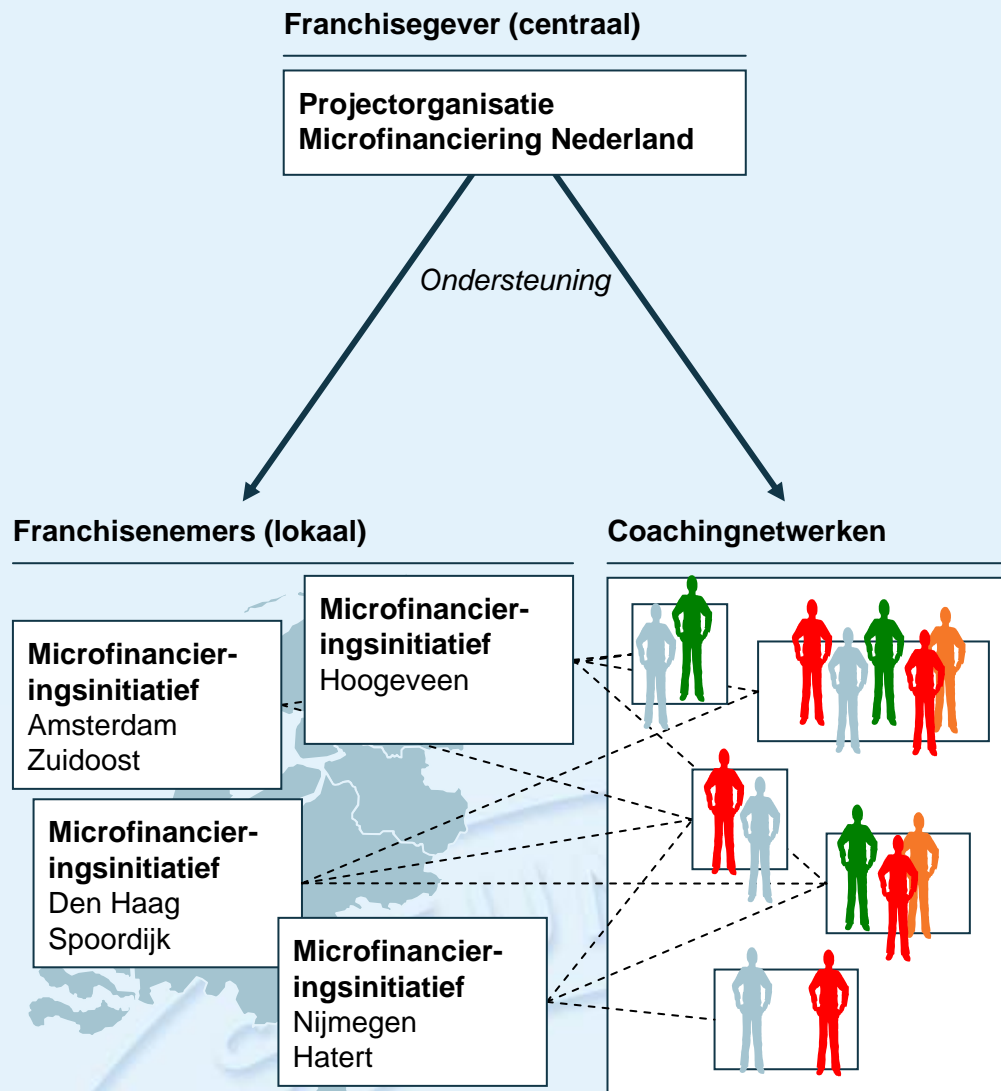 Franchisegever (centraal)
Projectorganisatie
Microfinanciering Nederland
Ondersteuning
Franchisenemers (lokaal)
Coachingnetwerken
Microfinancier-
ingsinitiatief
Hoogeveen
Microfinancier-
ingsinitiatief
Amsterdam
Zuidoost
Microfinancier-
ingsinitiatief
Den Haag
Spoordijk
Microfinancier-
ingsinitiatief
Nijmegen
Hatert